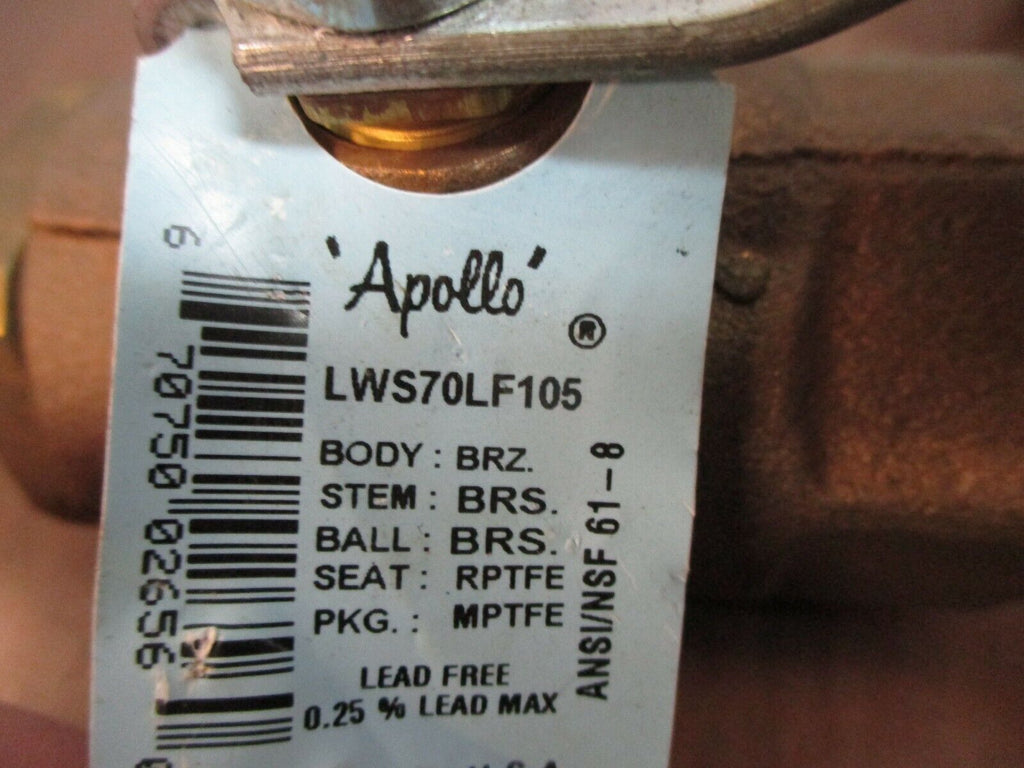 "Apollo" ®
LWS70LF105
BODY : BRZ.
STEM : BRS.
BALL : BRS.
SEAT : RPTFE
PKG. : MPTFE
LEAD FREE
0.25 % LEAD MAX
ANSI/NSF 61-8
6 70750 02656